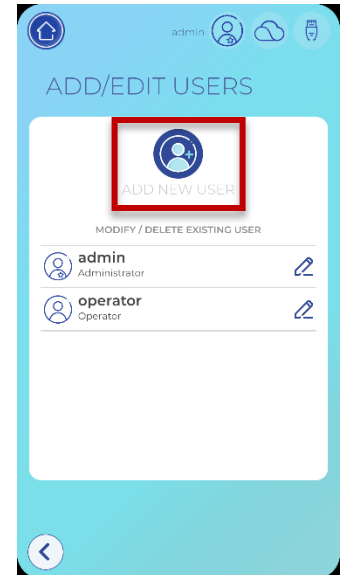 admin
ADD/EDIT USERS
ADD NEW USER
MODIFY / DELETE EXISTING USER
admin
Administrator
operator
Operator